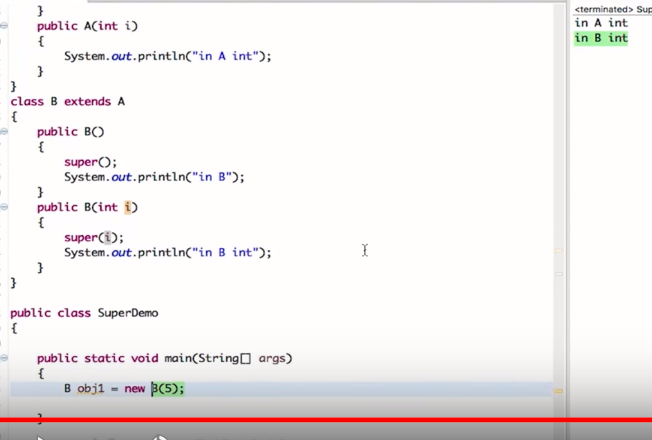 }
public A(int i)
{
System.out.println("in A int");
}
}
class B extends A
{
public B()
{
super();
System.out.println("in B");
}
public B(int i)
{
super(i);
System.out.println("in B int");
}
}
public class SuperDemo
{
public static void main(String[] args)
{
B obj1 = new B(5);
}
<terminated> Sup
in A int
in B int